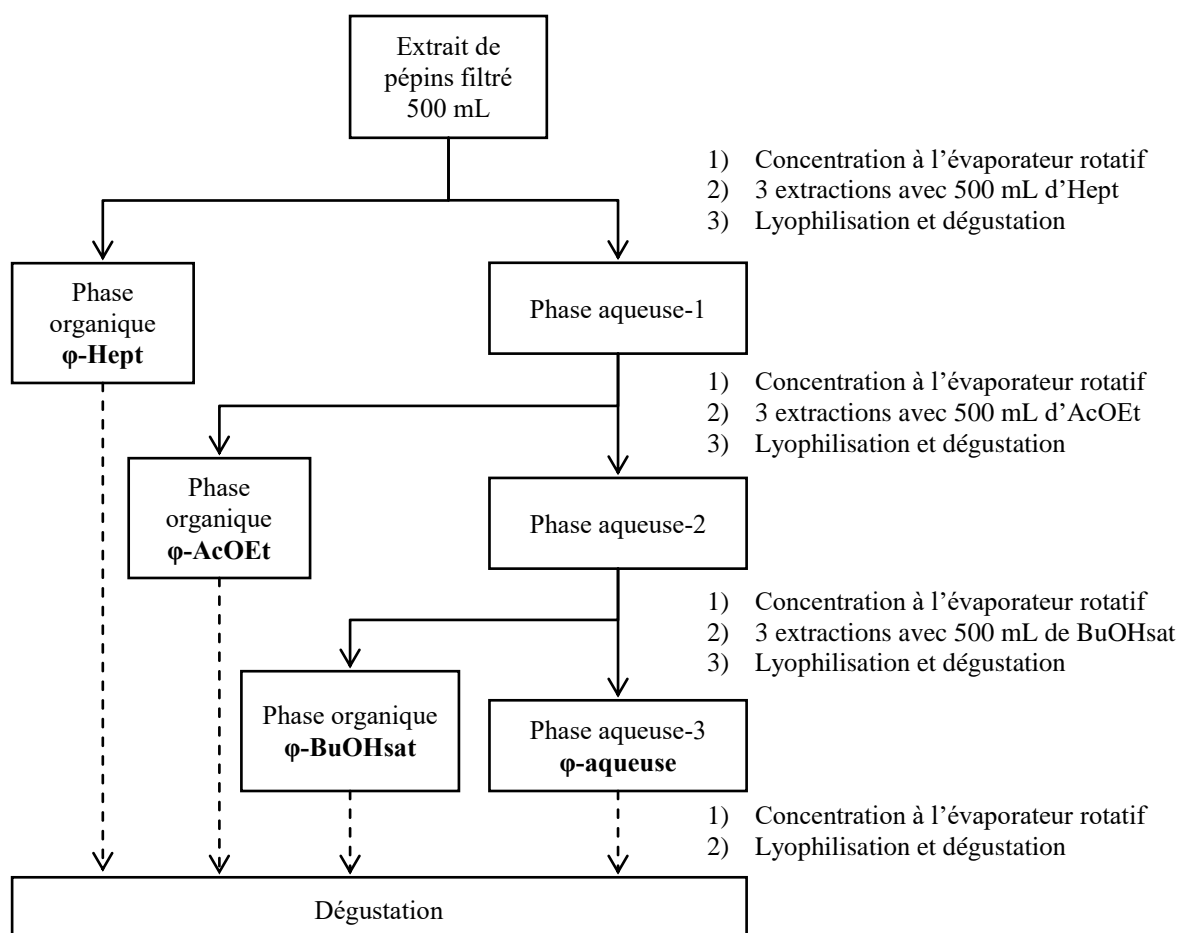 Extrait de
pépins filtré
500 mL
1) Concentration à l’évaporateur rotatif
2) 3 extractions avec 500 mL d’Hept
3) Lyophilisation et dégustation
Phase
organique
φ-Hept
Phase aqueuse-1
1) Concentration à l’évaporateur rotatif
2) 3 extractions avec 500 mL d’AcOEt
3) Lyophilisation et dégustation
Phase
organique
φ-AcOEt
Phase aqueuse-2
1) Concentration à l’évaporateur rotatif
2) 3 extractions avec 500 mL de BuOHsat
3) Lyophilisation et dégustation
Phase organique
φ-BuOHsat
Phase aqueuse-3
φ-aqueuse
1) Concentration à l’évaporateur rotatif
2) Lyophilisation et dégustation
Dégustation